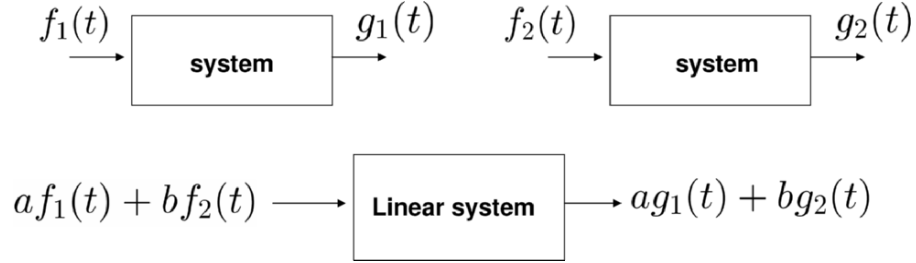 f₁(t) g₁(t) f₂(t) g₂(t)
system system
af₁(t) + bf₂(t) Linear system ag₁(t) + bg₂(t)